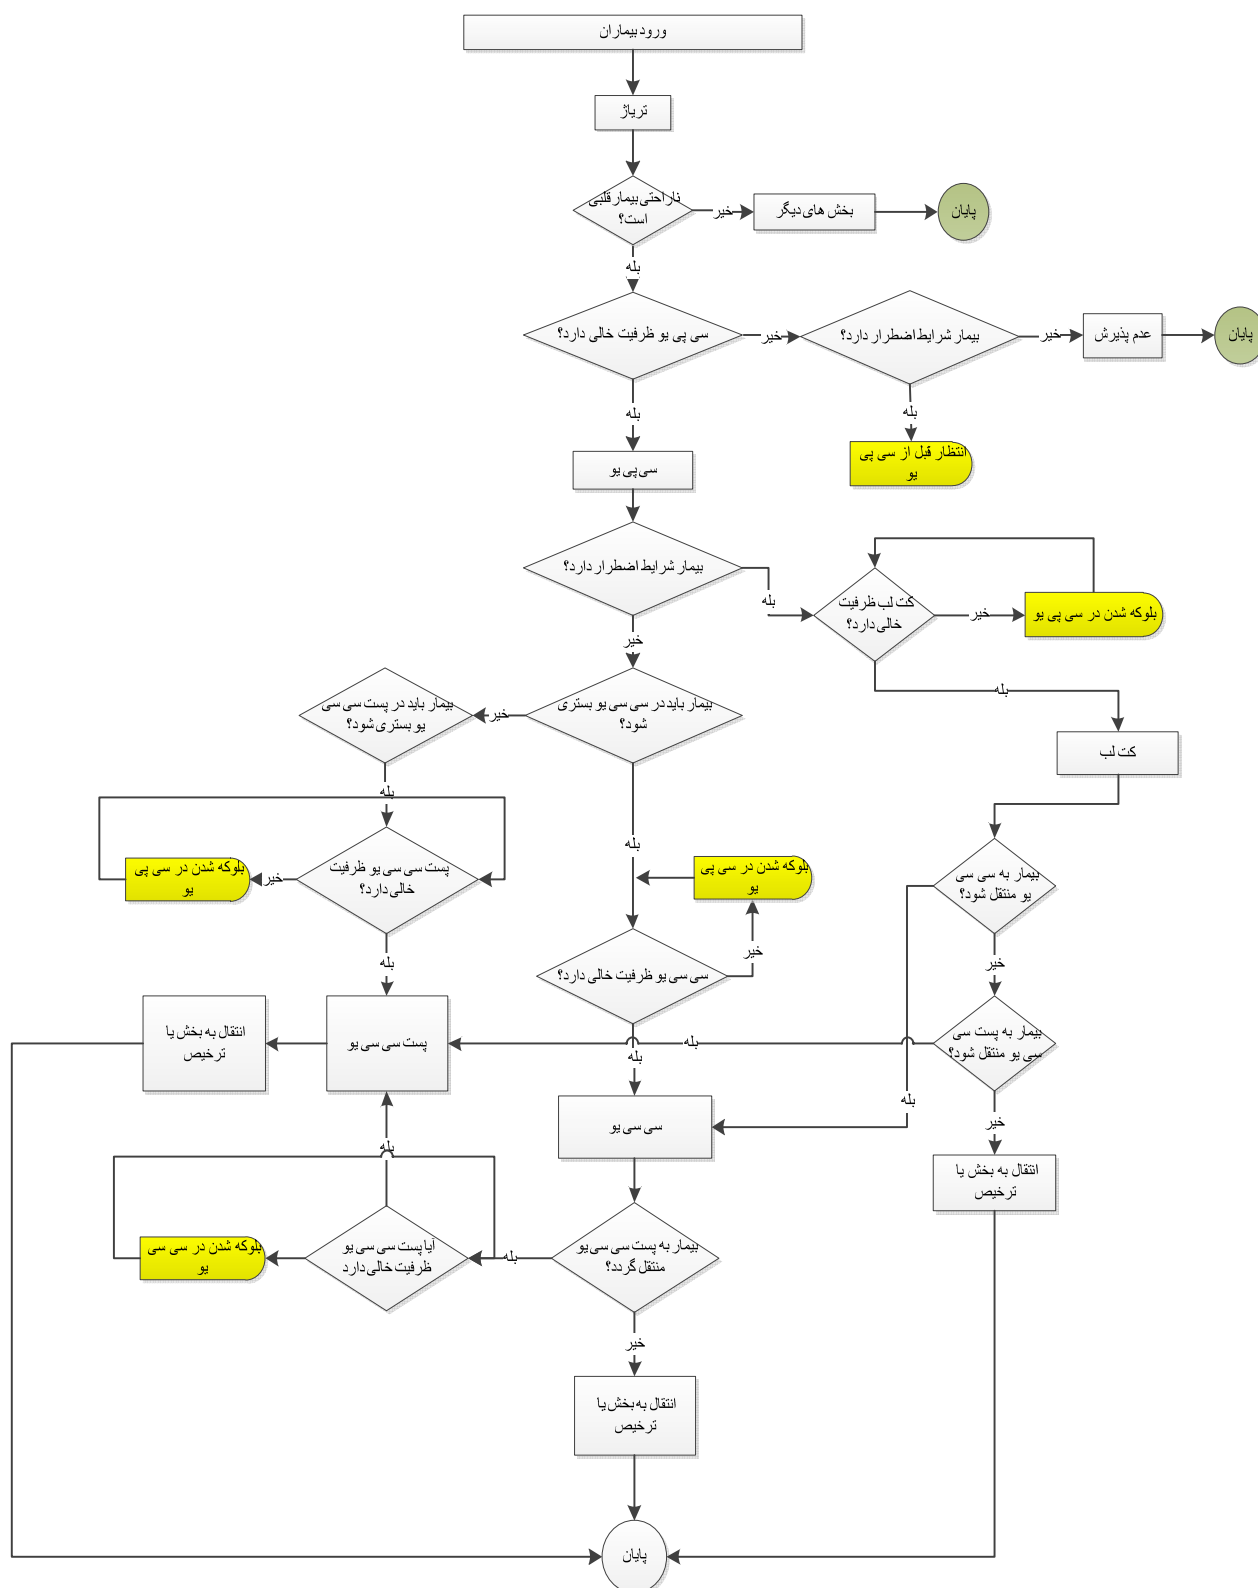 ورود بیماران
تریاژ
ناراحتی بیمار قلبی
است؟
خیر
بخش های دیگر
پایان
بله
سی پی یو ظرفیت خالی دارد؟
خیر
بیمار شرایط اضطرار دارد؟
خیر
عدم پذیرش
پایان
بله
بله
انتظار قبل از سی پی
یو
سی پی یو
بیمار شرایط اضطرار دارد؟
بله
کت لب ظرفیت
خالی دارد؟
خیر
بلوکه شدن در سی پی یو
خیر
بله
بیمار باید در سی سی یو بستری
شود؟
خیر
بیمار باید در پست سی سی
یو بستری شود؟
کت لب
بله
بله
پست سی سی یو ظرفیت
خالی دارد؟
خیر
بلوکه شدن در سی پی
یو
بلوکه شدن در سی پی
یو
بیمار به سی سی
یو منتقل شود؟
خیر
سی سی یو ظرفیت خالی دارد؟
بله
خیر
انتقال به بخش یا
ترخیص
پست سی سی یو
بله
بله
بیمار به پست سی
سی یو منتقل شود؟
بله
سی سی یو
خیر
بله
انتقال به بخش یا
ترخیص
بیمار به پست سی سی یو
منتقل گردد؟
بله
آیا پست سی سی یو
ظرفیت خالی دارد
بلوکه شدن در سی سی
یو
خیر
انتقال به بخش یا
ترخیص
پایان